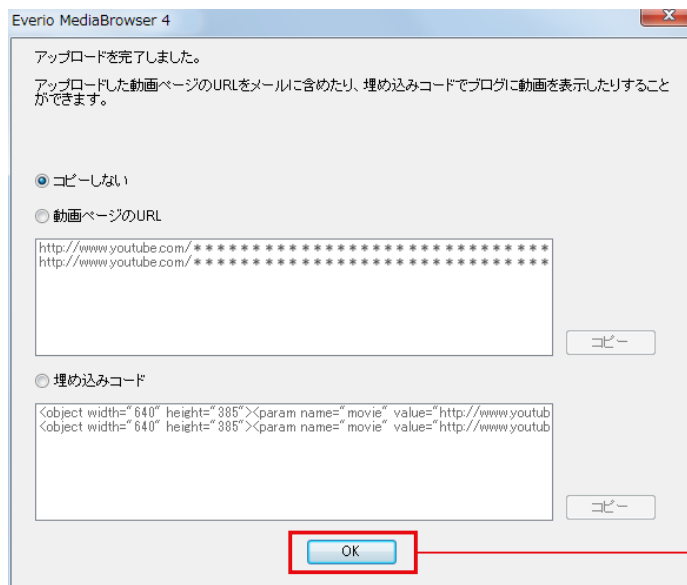 Everio MediaBrowser 4
アップロードを完了しました。
アップロードした動画ページのURLをメールに含めたり、埋め込みコードでブログに動画を表示したりすること
ができます。
コピーしない
動画ページのURL
http://www.youtube.com/******************************
http://www.youtube.com/******************************
コピー
埋め込みコード
<object width="640" height="385"><param name="movie" value="http://www.youtub
<object width="640" height="385"><param name="movie" value="http://www.youtub
コピー
OK